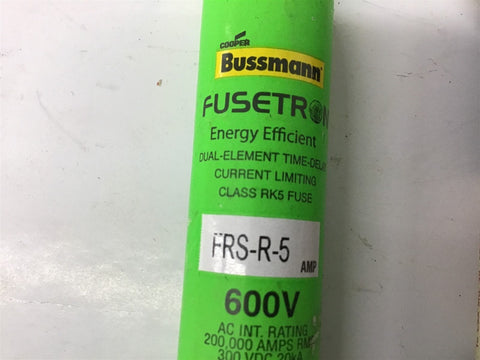 COOPER
Bussmann
FUSETRON
Energy Efficient
DUAL-ELEMENT TIME-DELAY
CURRENT LIMITING
CLASS RK5 FUSE
FRS-R-5
AMP
600V
AC INT. RATING
200,000 AMPS RM
300 VDC 20kA